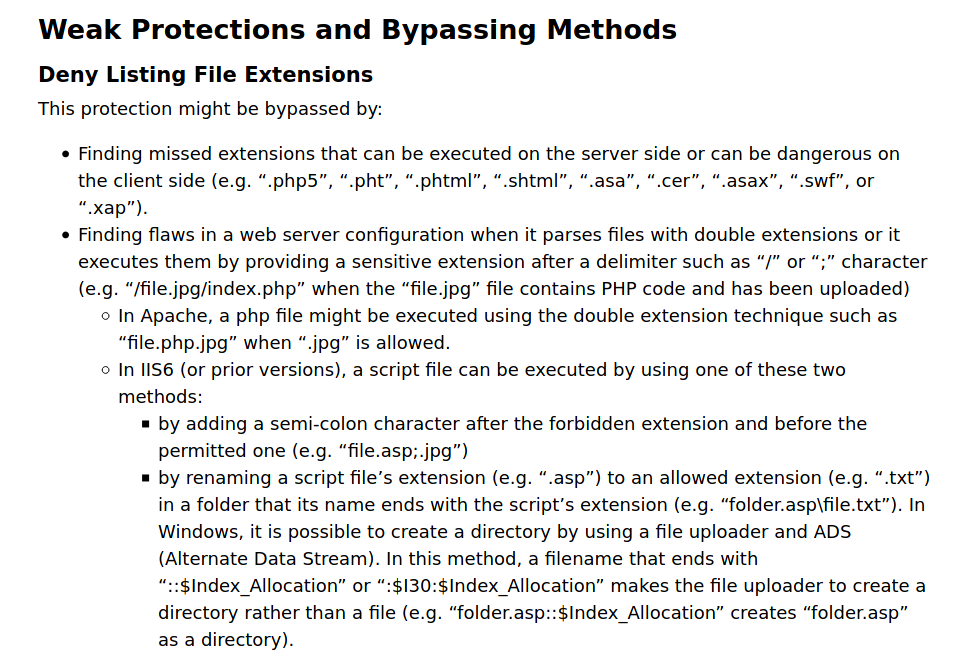 Weak Protections and Bypassing Methods
Deny Listing File Extensions
This protection might be bypassed by:
• Finding missed extensions that can be executed on the server side or can be dangerous on
the client side (e.g. “.php5”, “.pht”, “.phtml”, “.shtml”, “.asa”, “.cer”, “.asax”, “.swf”, or
“.xap”).
• Finding flaws in a web server configuration when it parses files with double extensions or it
executes them by providing a sensitive extension after a delimiter such as “/” or “;” character
(e.g. “/file.jpg/index.php” when the “file.jpg” file contains PHP code and has been uploaded)
◦ In Apache, a php file might be executed using the double extension technique such as
“file.php.jpg” when “.jpg” is allowed.
◦ In IIS6 (or prior versions), a script file can be executed by using one of these two
methods:
▪ by adding a semi-colon character after the forbidden extension and before the
permitted one (e.g. “file.asp;.jpg”)
▪ by renaming a script file’s extension (e.g. “.asp”) to an allowed extension (e.g. “.txt”)
in a folder that its name ends with the script’s extension (e.g. “folder.asp\file.txt”). In
Windows, it is possible to create a directory by using a file uploader and ADS
(Alternate Data Stream). In this method, a filename that ends with
“::$Index_Allocation” or “:$I30:$Index_Allocation” makes the file uploader to create a
directory rather than a file (e.g. “folder.asp::$Index_Allocation” creates “folder.asp”
as a directory).